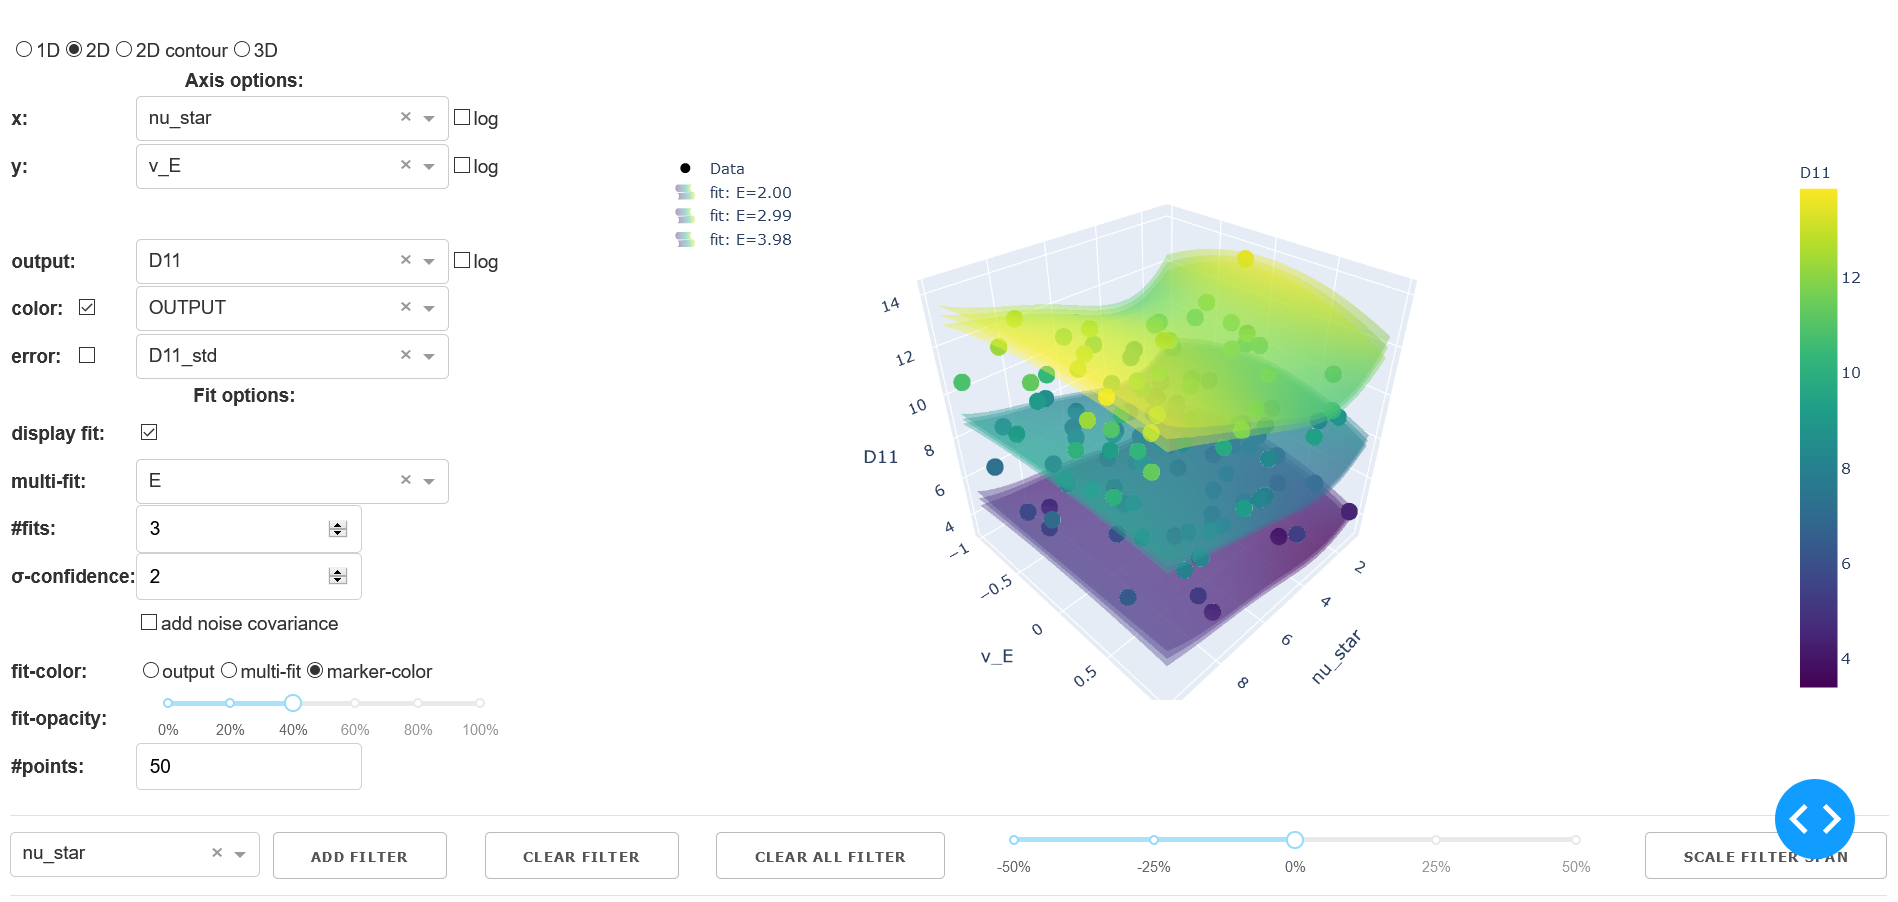 1D 2D 2D contour 3D
Axis options:
x: nu_star × log
y: v_E × log
output: D11 × log
color: OUTPUT ×
error: D11_std ×
Fit options:
display fit:
multi-fit: E ×
#fits: 3
σ-confidence: 2
add noise covariance
fit-color: output multi-fit marker-color
fit-opacity:
0% 20% 40% 60% 80% 100%
#points: 50
Data
fit: E=2.00
fit: E=2.99
fit: E=3.98
14
12
10
8
6
4
D11
−1
−0.5
0
0.5
v_E
2
4
6
8
nu_star
D11
12
10
8
6
4
nu_star × ADD FILTER CLEAR FILTER CLEAR ALL FILTER
-50% -25% 0% 25% 50%
SCALE FILTER SPAN